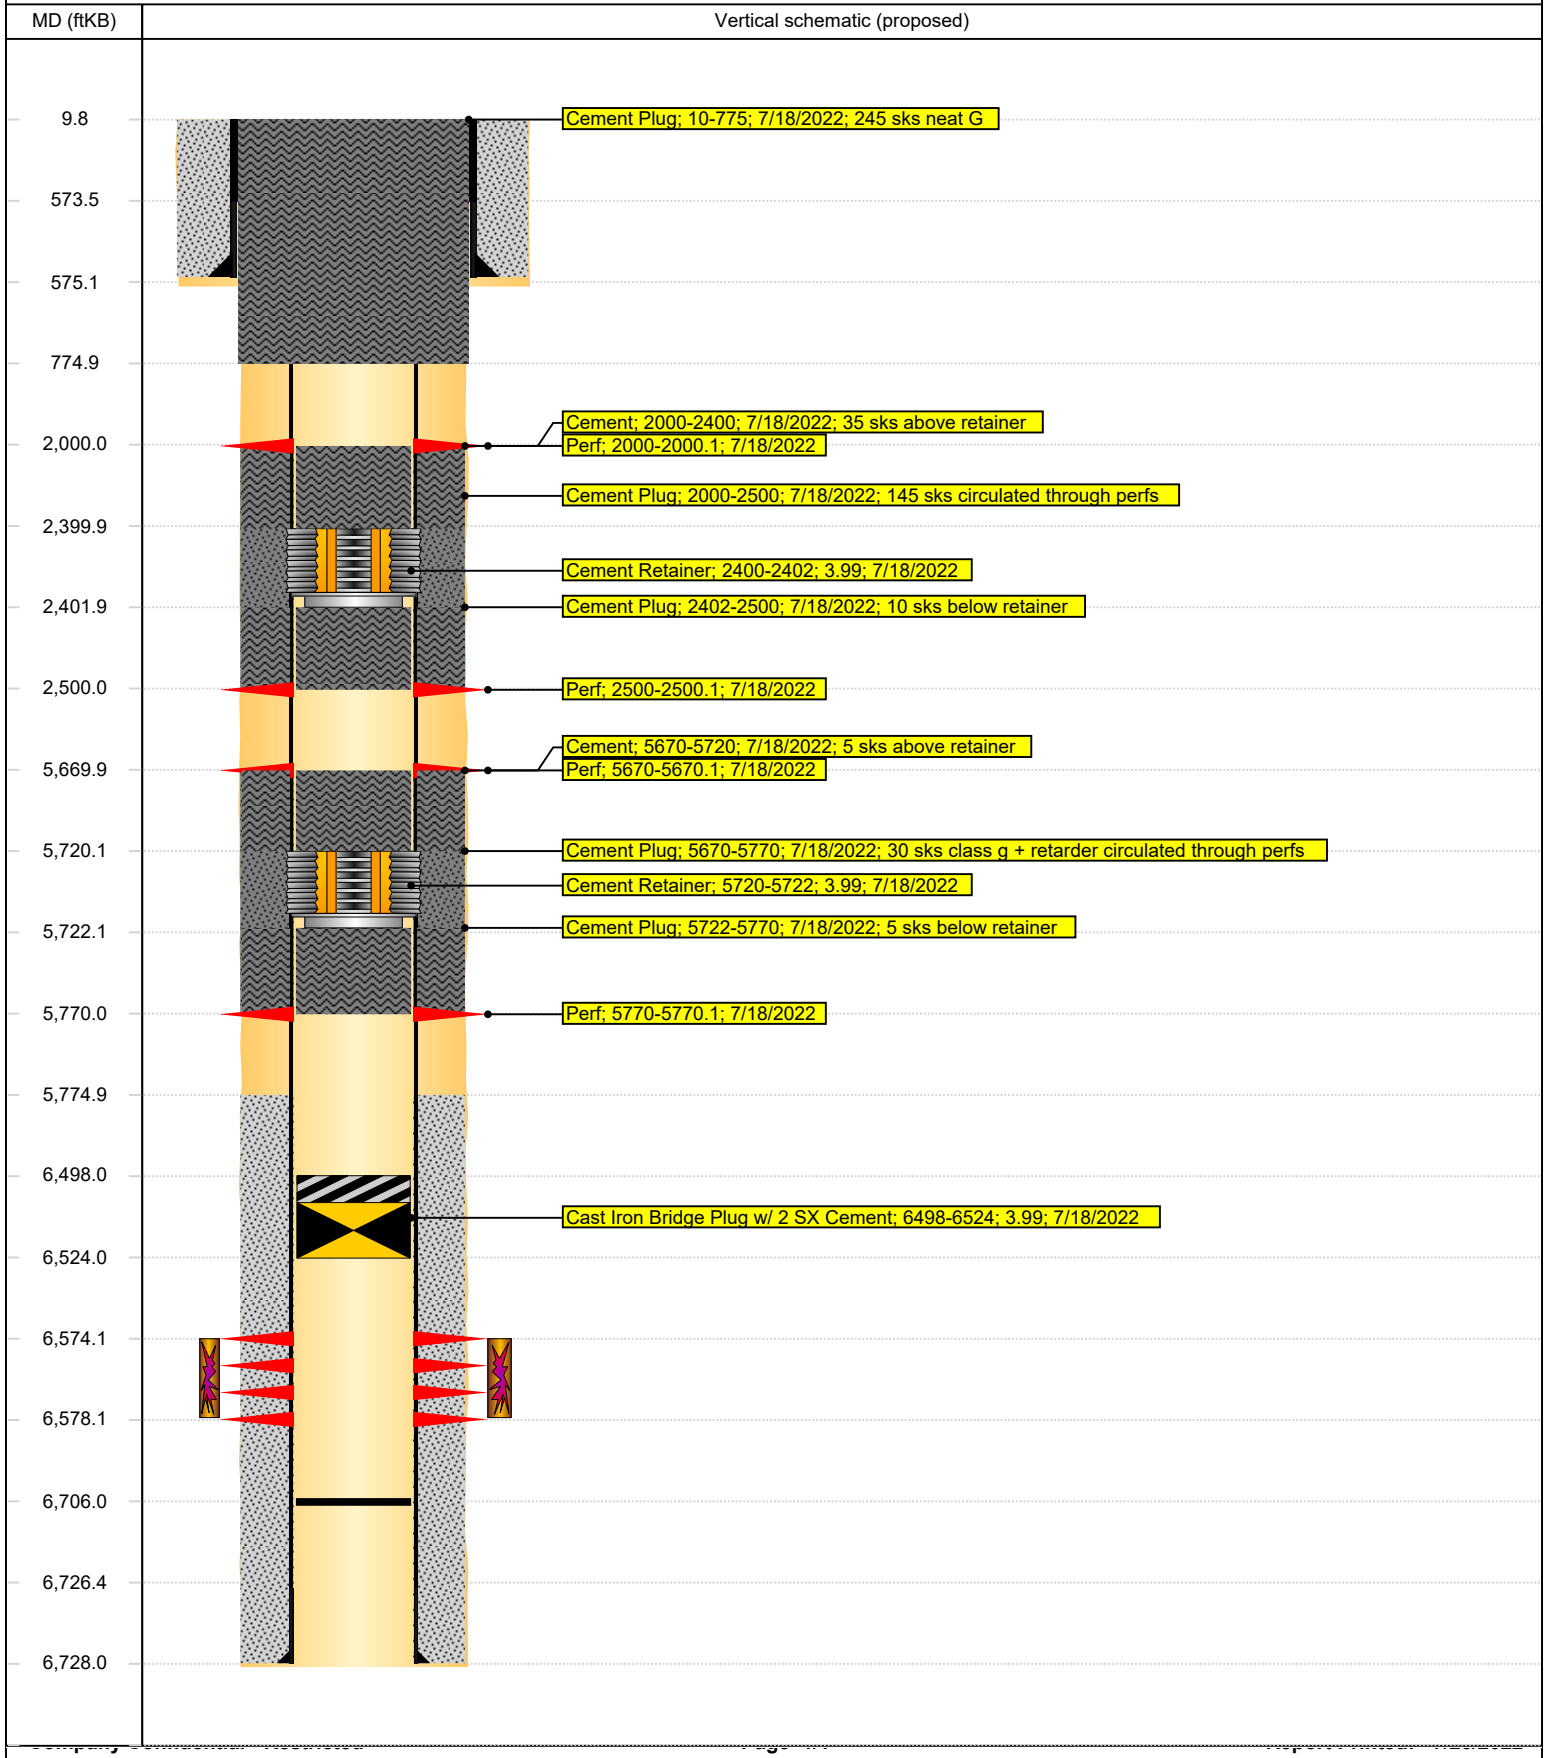 MD (ftKB) Vertical schematic (proposed)
9.8 Cement Plug; 10-775; 7/18/2022; 245 sks neat G
573.5
575.1
774.9
Cement; 2000-2400; 7/18/2022; 35 sks above retainer
2,000.0 Perf; 2000-2000.1; 7/18/2022
Cement Plug; 2000-2500; 7/18/2022; 145 sks circulated through perfs
2,399.9
Cement Retainer; 2400-2402; 3.99; 7/18/2022
2,401.9 Cement Plug; 2402-2500; 7/18/2022; 10 sks below retainer
2,500.0 Perf; 2500-2500.1; 7/18/2022
Cement; 5670-5720; 7/18/2022; 5 sks above retainer
5,669.9 Perf; 5670-5670.1; 7/18/2022
5,720.1 Cement Plug; 5670-5770; 7/18/2022; 30 sks class g + retarder circulated through perfs
Cement Retainer; 5720-5722; 3.99; 7/18/2022
5,722.1 Cement Plug; 5722-5770; 7/18/2022; 5 sks below retainer
5,770.0 Perf; 5770-5770.1; 7/18/2022
5,774.9
6,498.0
Cast Iron Bridge Plug w/ 2 SX Cement; 6498-6524; 3.99; 7/18/2022
6,524.0
6,574.1
6,578.1
6,706.0
6,726.4
6,728.0